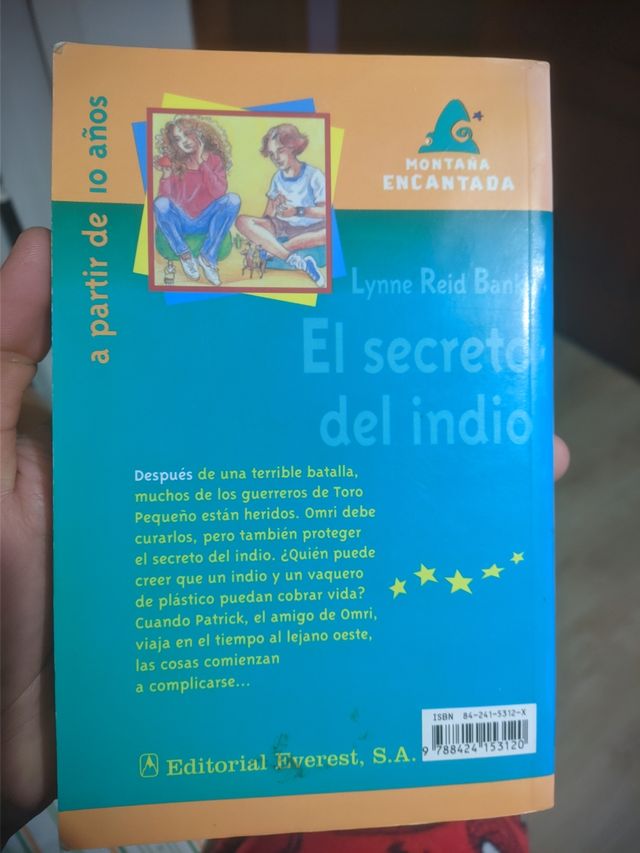 a partir de 10 años
MONTAÑA
ENCANTADA
Lynne Reid Banks
El secreto
del indio
Después de una terrible batalla,
muchos de los guerreros de Toro
Pequeño están heridos. Omri debe
curarlos, pero también proteger
el secreto del indio. ¿Quién puede
creer que un indio y un vaquero
de plástico puedan cobrar vida?
Cuando Patrick, el amigo de Omri,
viaja en el tiempo al lejano oeste,
las cosas comienzan
a complicarse...
ISBN 84-241-5312-X
9 788424 153120
Editorial Everest, S.A.